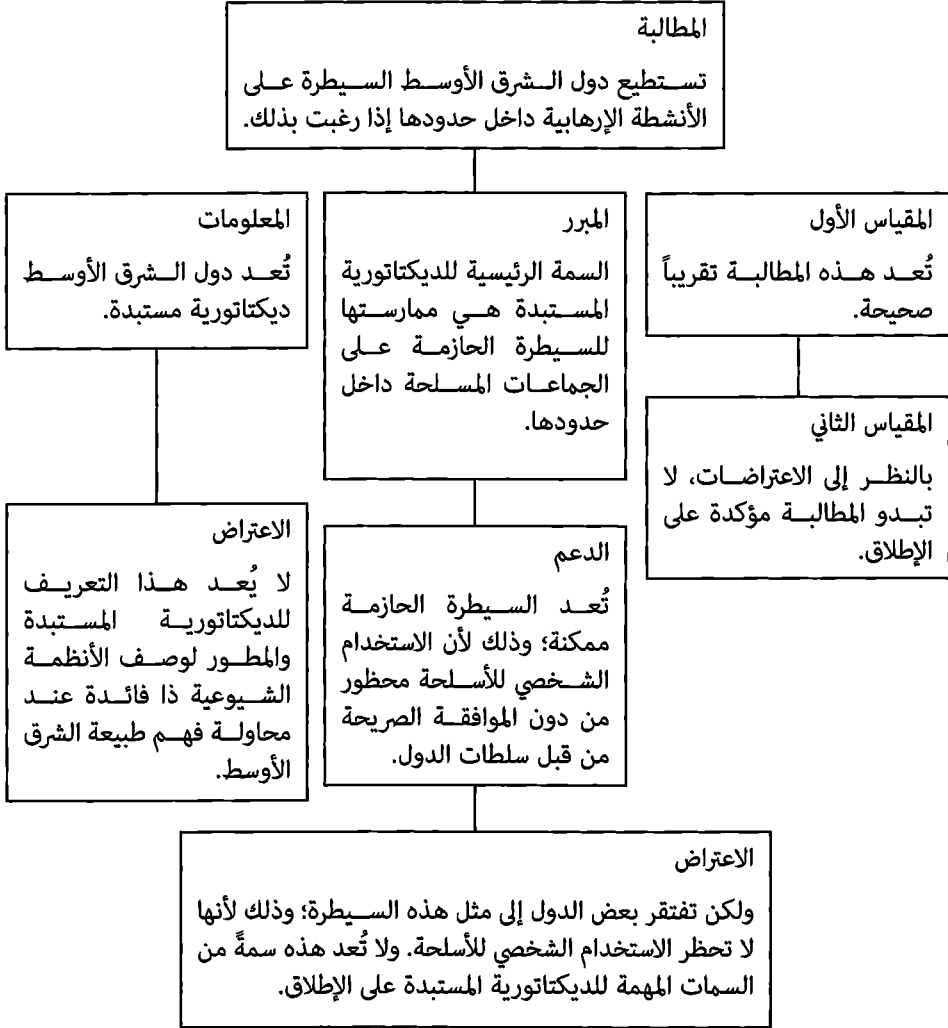 المطالبة
تستطيع دول الشرق الأوسط السيطرة على
الأنشطة الإرهابية داخل حدودها إذا رغبت بذلك.
المقياس الأول
تُعد هذه المطالبة تقريباً
صحيحة.
المقياس الثاني
بالنظر إلى الاعتراضات، لا
تبدو المطالبة مؤكدة على
الإطلاق.
المبرر
السمة الرئيسية للديكتاتورية
المستبدة هي ممارستها
للسيطرة الحازمة على
الجماعات المسلحة داخل
حدودها.
الدعم
تُعد السيطرة الحازمة
ممكنة؛ وذلك لأن الاستخدام
الشخصي للأسلحة محظور
من دون الموافقة الصريحة
من قبل سلطات الدول.
المعلومات
تُعد دول الشرق الأوسط
ديكتاتورية مستبدة.
الاعتراض
لا يُعد هذا التعريف
للديكتاتورية المستبدة
والمطور لوصف الأنظمة
الشيوعية ذا فائدة عند
محاولة فهم طبيعة الشرق
الأوسط.
الاعتراض
ولكن تفتقر بعض الدول إلى مثل هذه السيطرة؛ وذلك لأنها
لا تحظر الاستخدام الشخصي للأسلحة. ولا تُعد هذه سمةً من
السمات المهمة للديكتاتورية المستبدة على الإطلاق.